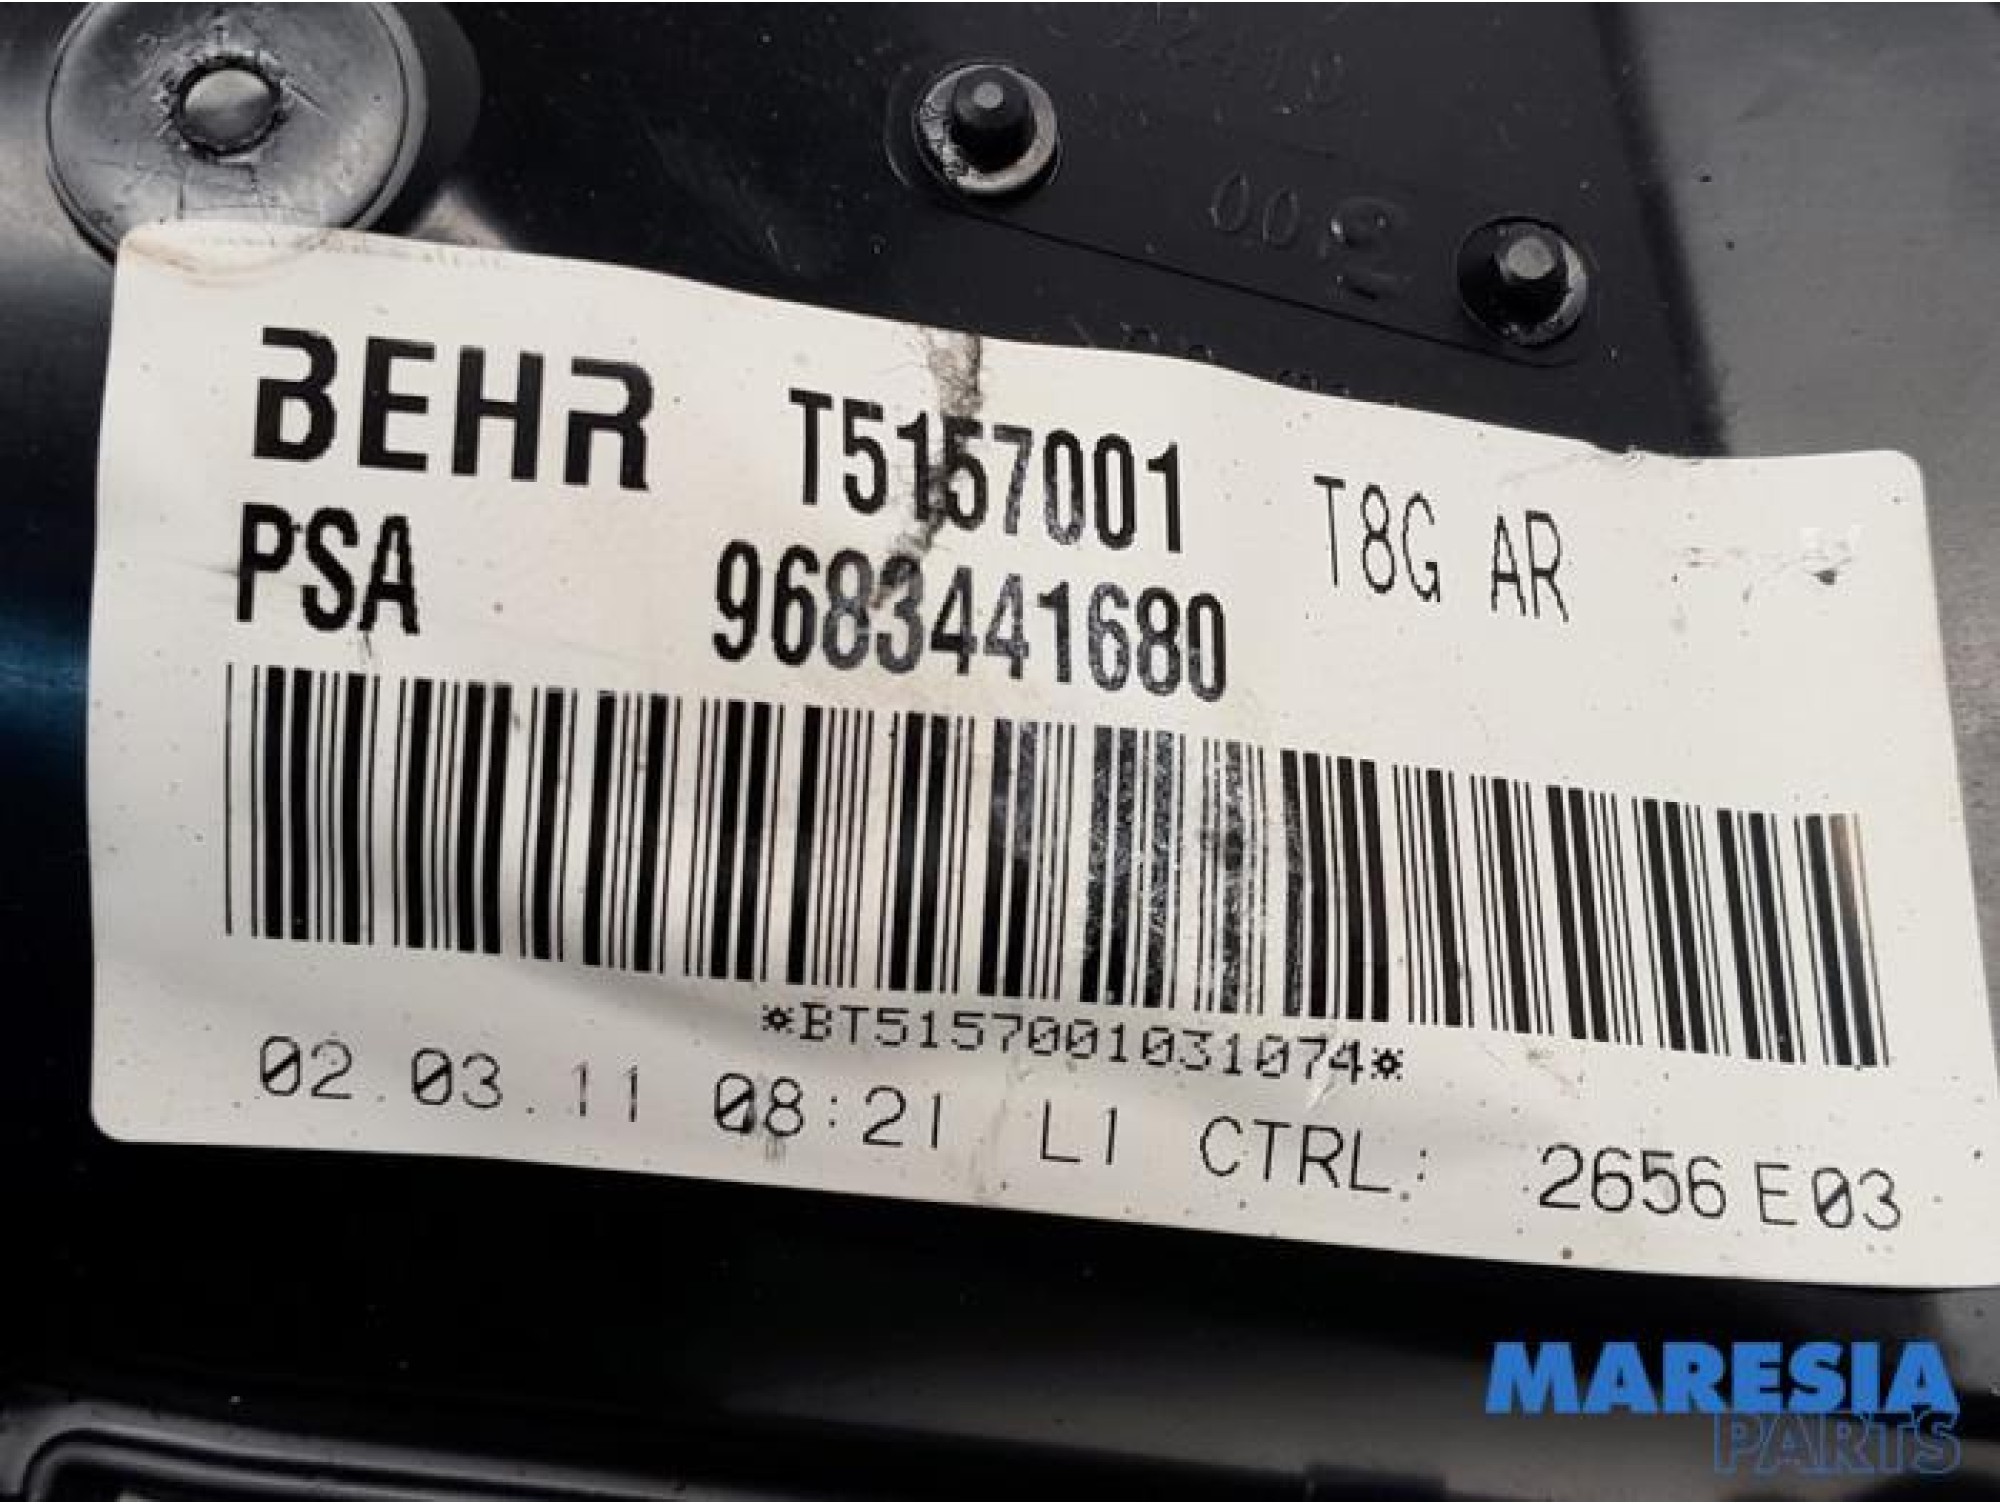 BEHR T5157001 T8G AR
PSA 9683441680
*BT5157001031074*
02.03.11 08:21 L1 CTRL: 2656 E03
MARESIA
PARTS